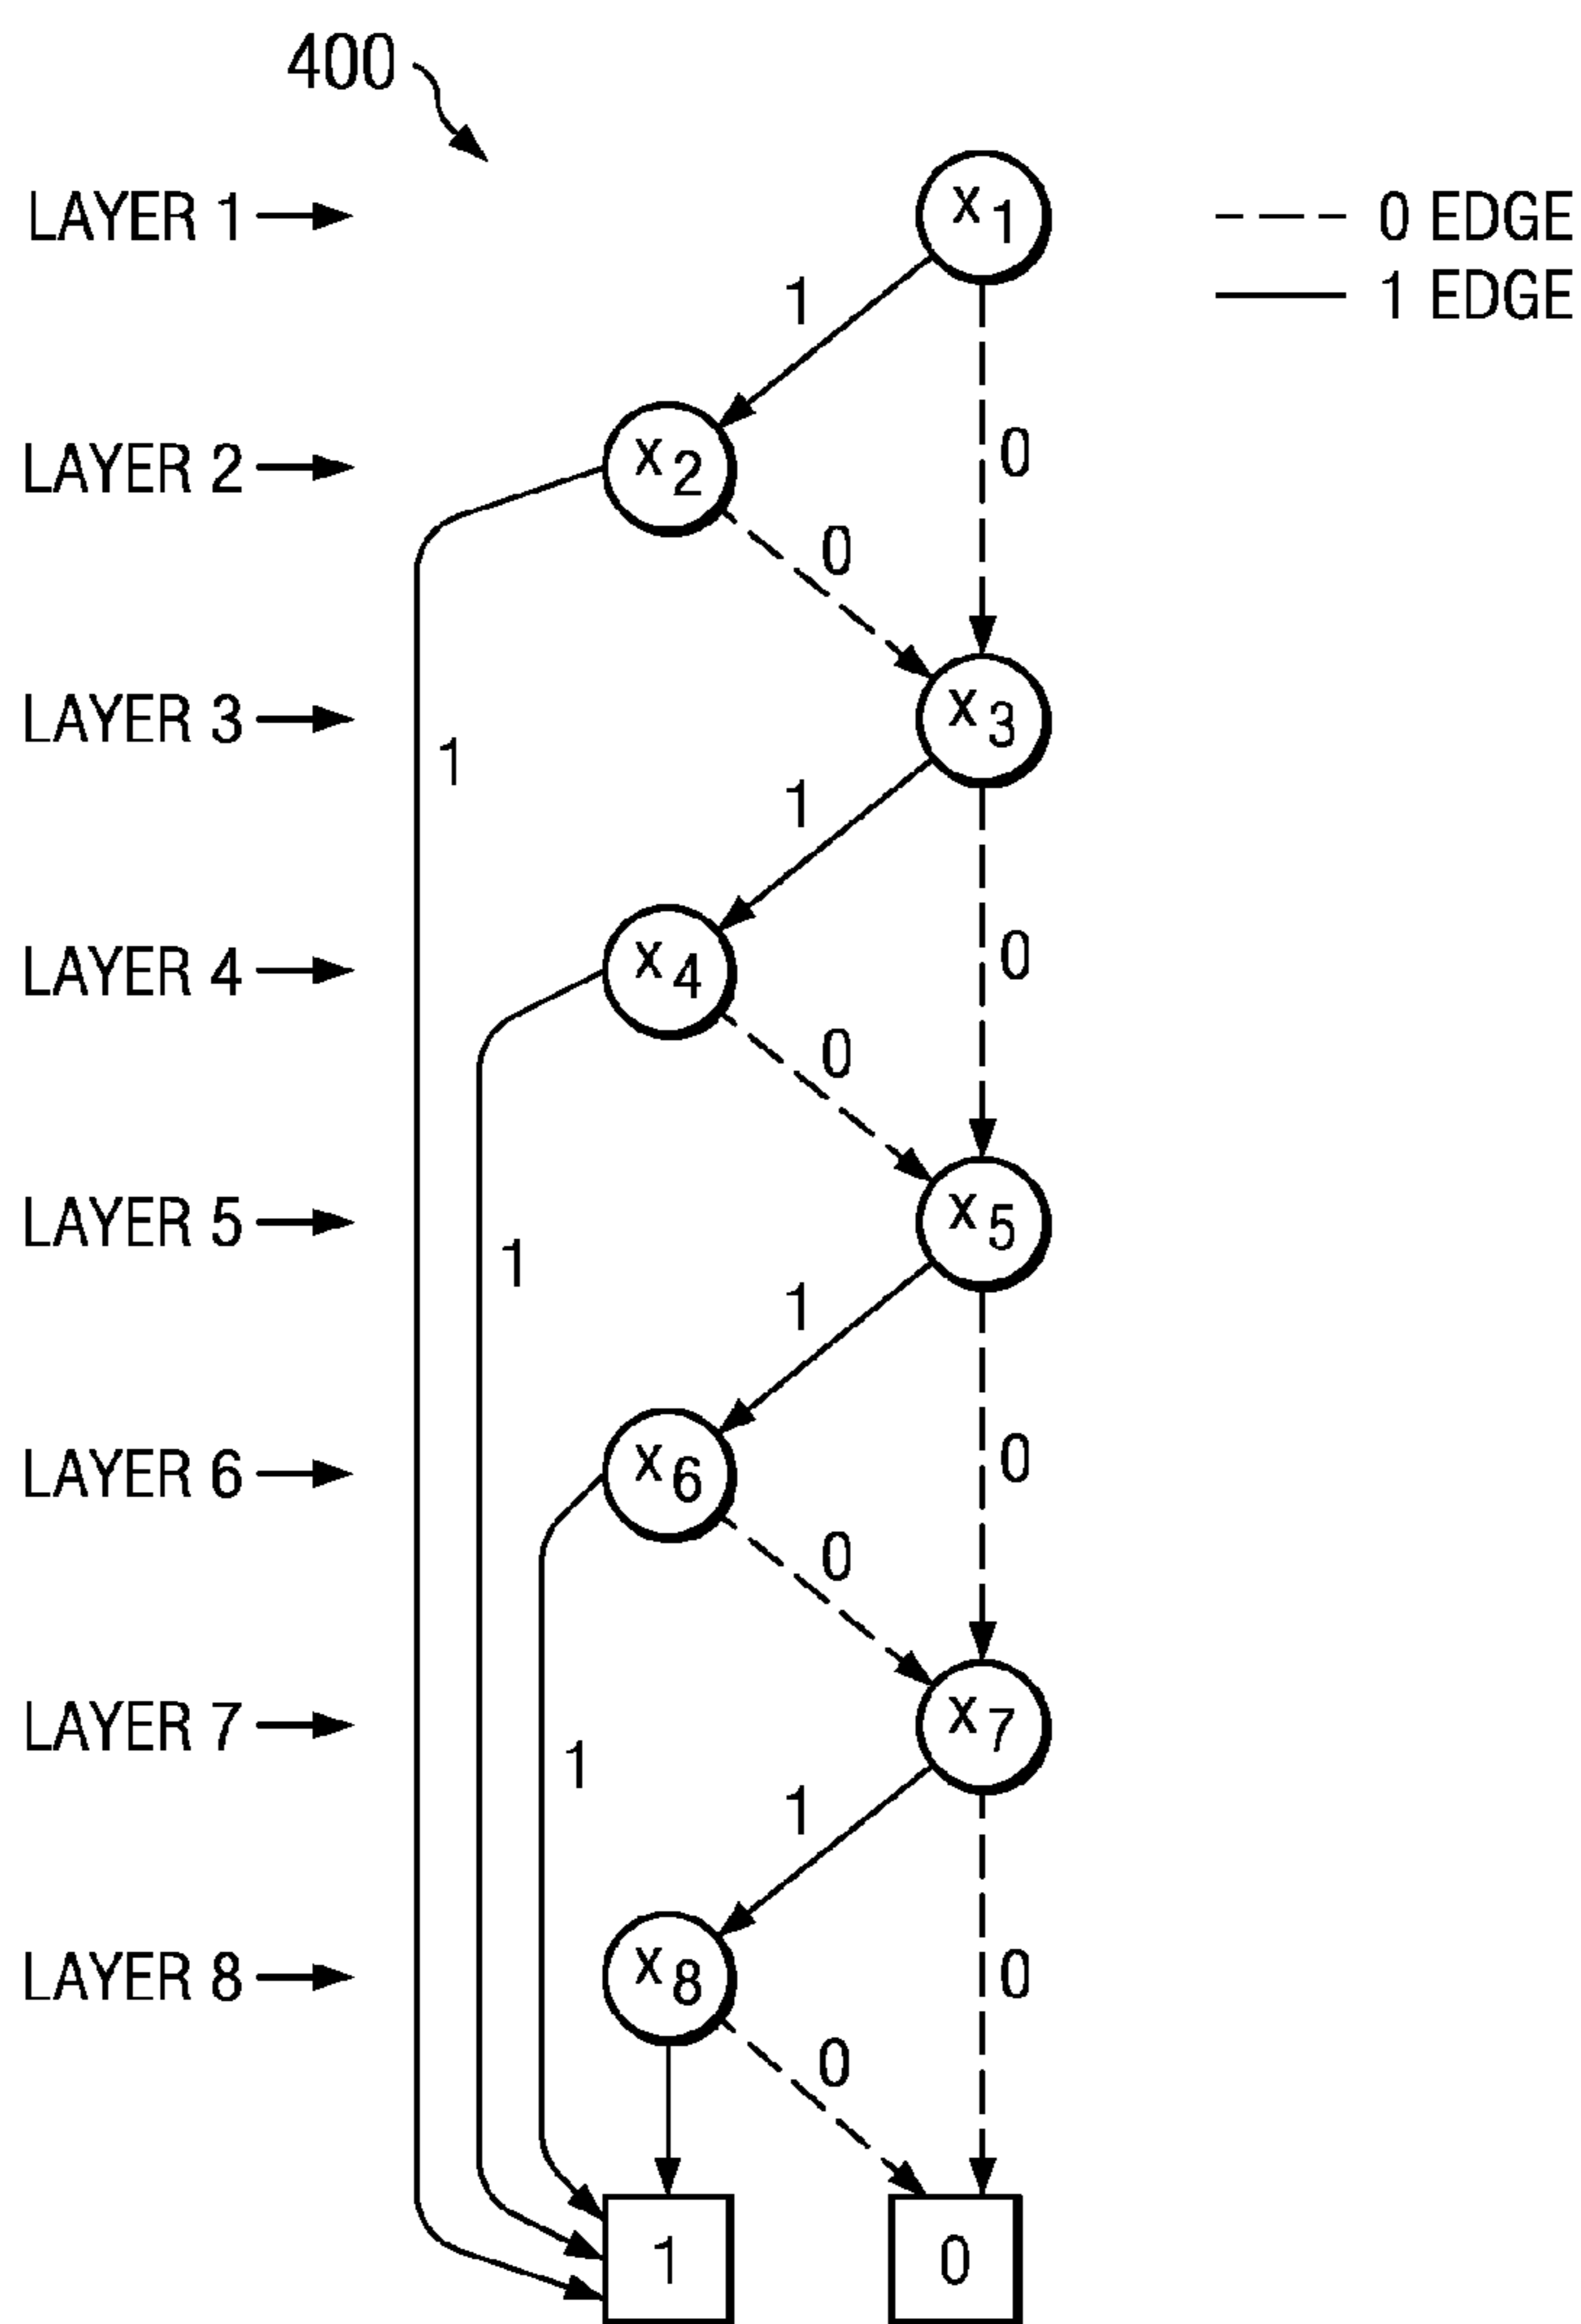 400
LAYER 1
x1
0 EDGE
1 EDGE
1
LAYER 2
x2
0
0
LAYER 3
x3
1
1
LAYER 4
x4
0
0
LAYER 5
x5
1
1
LAYER 6
x6
0
0
LAYER 7
x7
1
1
LAYER 8
x8
0
0
1
0